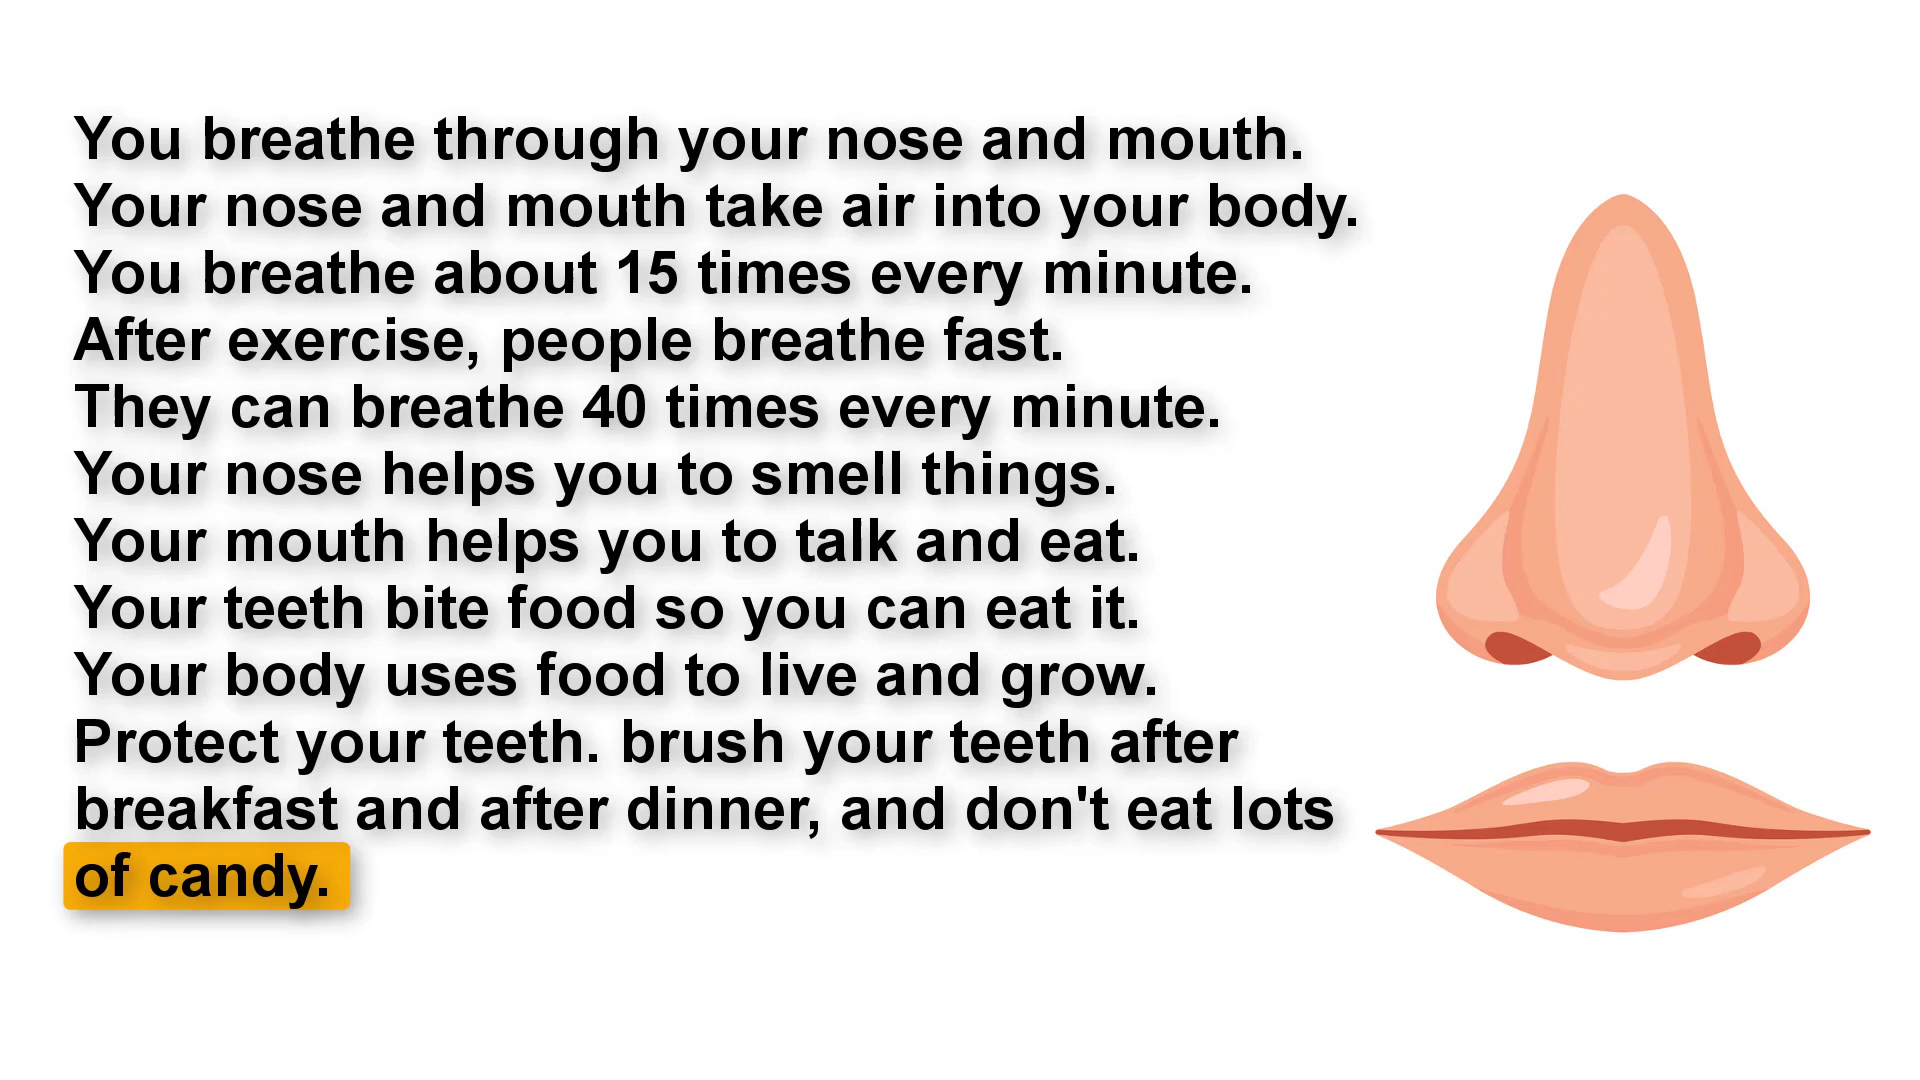 You breathe through your nose and mouth.
Your nose and mouth take air into your body.
You breathe about 15 times every minute.
After exercise, people breathe fast.
They can breathe 40 times every minute.
Your nose helps you to smell things.
Your mouth helps you to talk and eat.
Your teeth bite food so you can eat it.
Your body uses food to live and grow.
Protect your teeth. brush your teeth after
breakfast and after dinner, and don't eat lots
of candy.